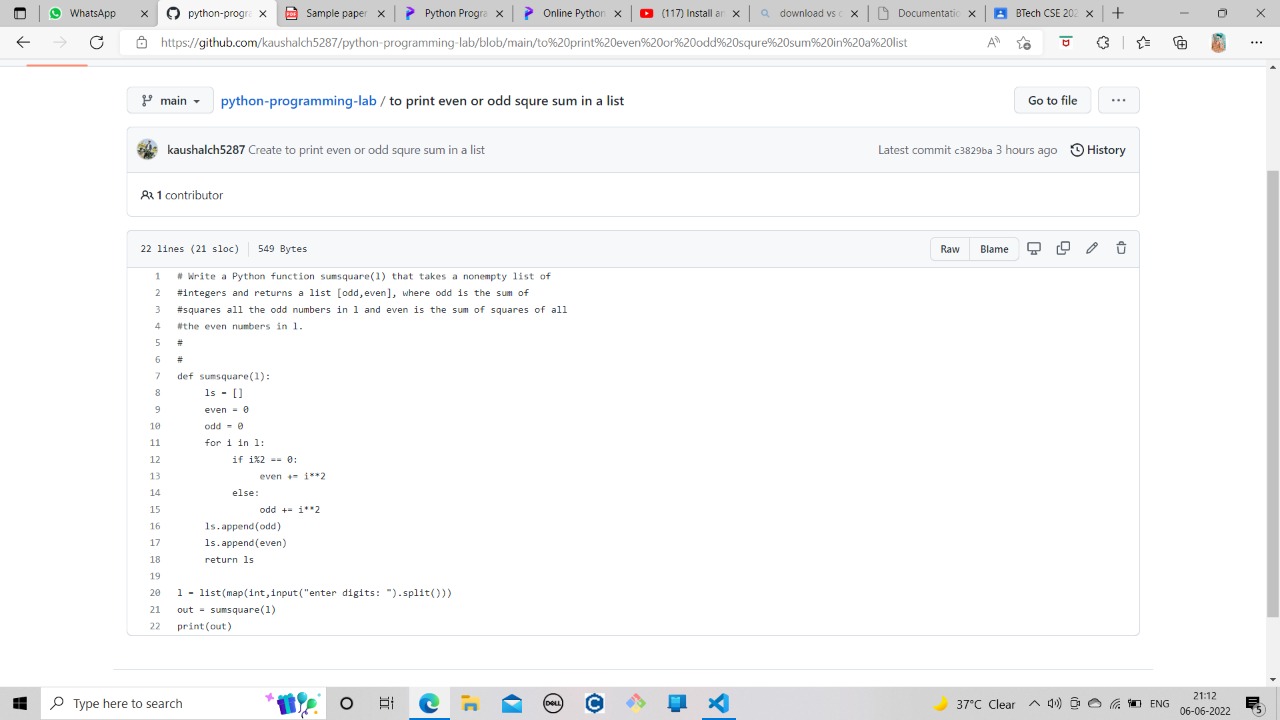 WhatsApp
python-progra
Sample paper
Python Progra
Online Python
(117) Install
download vs c
Documentatio
BTech CSE 202
https://github.com/kaushalch5287/python-programming-lab/blob/main/to%20print%20even%20or%20odd%20squre%20sum%20in%20a%20list
main
python-programming-lab / to print even or odd squre sum in a list
Go to file
kaushalch5287 Create to print even or odd squre sum in a list
Latest commit c3829ba 3 hours ago
History
1 contributor
22 lines (21 sloc)
549 Bytes
Raw
Blame
1 # Write a Python function sumsquare(l) that takes a nonempty list of
2 #integers and returns a list [odd,even], where odd is the sum of
3 #squares all the odd numbers in l and even is the sum of squares of all
4 #the even numbers in l.
5 #
6 #
7 def sumsquare(l):
8 ls = []
9 even = 0
10 odd = 0
11 for i in l:
12 if i%2 == 0:
13 even += i**2
14 else:
15 odd += i**2
16 ls.append(odd)
17 ls.append(even)
18 return ls
19
20 l = list(map(int,input("enter digits: ").split()))
21 out = sumsquare(l)
22 print(out)
Type here to search
DELL
37°C Clear
ENG
21:12
06-06-2022
5